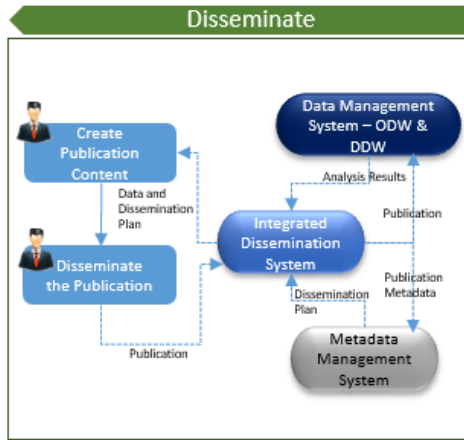 Disseminate
Create
Publication
Content
Data Management
System – ODW &
DDW
Analysis Results
Data and
Dissemination
Plan
Publication
Integrated
Dissemination
System
Disseminate
the Publication
Publication
Metadata
Dissemination
Plan
Publication
Metadata
Management
System